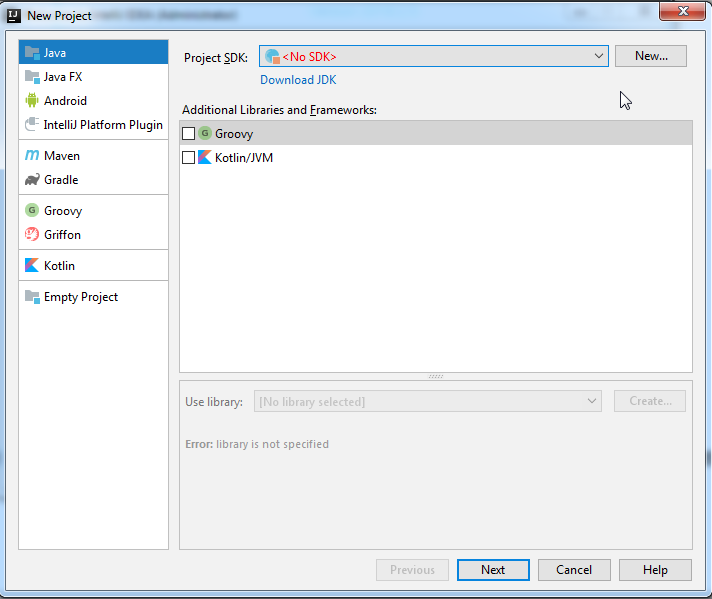 New Project
Java
Java FX
Android
IntelliJ Platform Plugin
Maven
Gradle
Groovy
Griffon
Kotlin
Empty Project
Project SDK: <No SDK> New...
Download JDK
Additional Libraries and Frameworks:
Groovy
Kotlin/JVM
Use library: [No library selected] Create...
Error: library is not specified
Previous Next Cancel Help